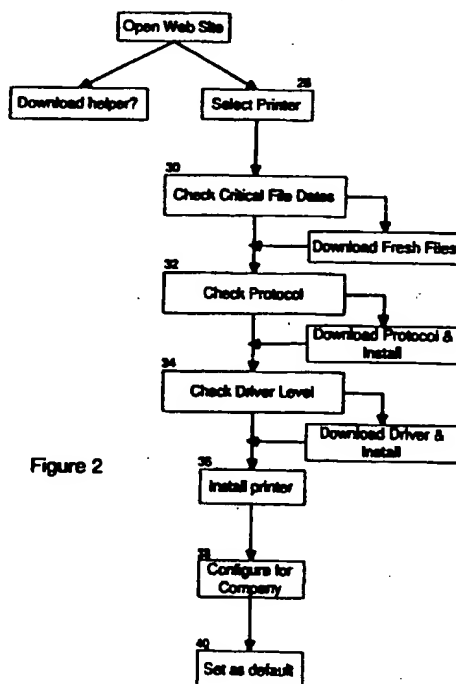 Open Web Site
Download helper?
28
Select Printer
30
Check Critical File Dates
Download Fresh Files
32
Check Protocol
Download Protocol &
Install
34
Check Driver Level
Download Driver &
Install
Figure 2
36
Install printer
38
Configure for
Company
40
Set as default